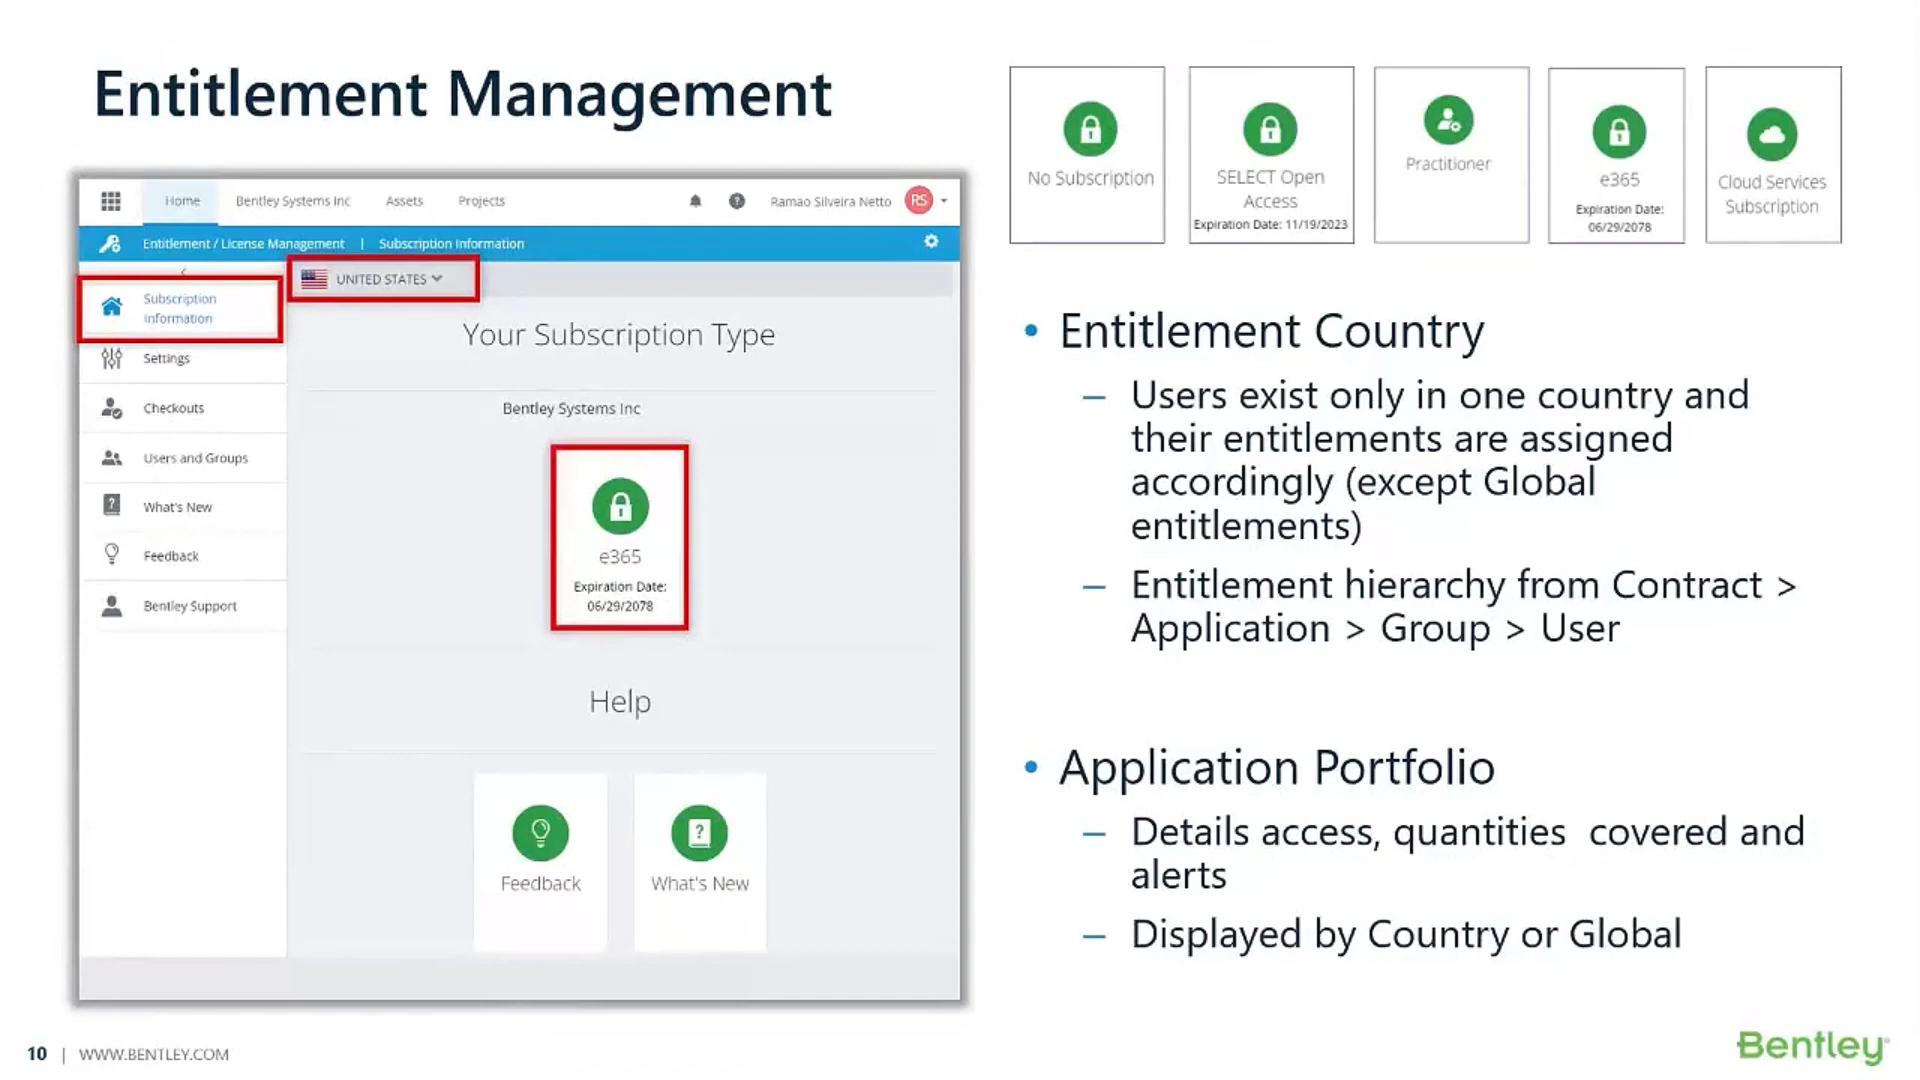 Entitlement Management
Home
Bentley Systems Inc
Assets
Projects
Ramao Silveira Netto
RS
Entitlement / License Management | Subscription Information
UNITED STATES
Subscription
Information
Settings
Checkouts
Users and Groups
What's New
Feedback
Bentley Support
Your Subscription Type
Bentley Systems Inc
e365
Expiration Date:
06/29/2078
Help
Feedback
What's New
No Subscription
SELECT Open
Access
Expiration Date: 11/19/2023
Practitioner
e365
Expiration Date:
06/29/2078
Cloud Services
Subscription
• Entitlement Country
– Users exist only in one country and
their entitlements are assigned
accordingly (except Global
entitlements)
– Entitlement hierarchy from Contract >
Application > Group > User
• Application Portfolio
– Details access, quantities covered and
alerts
– Displayed by Country or Global
10 | WWW.BENTLEY.COM
Bentley